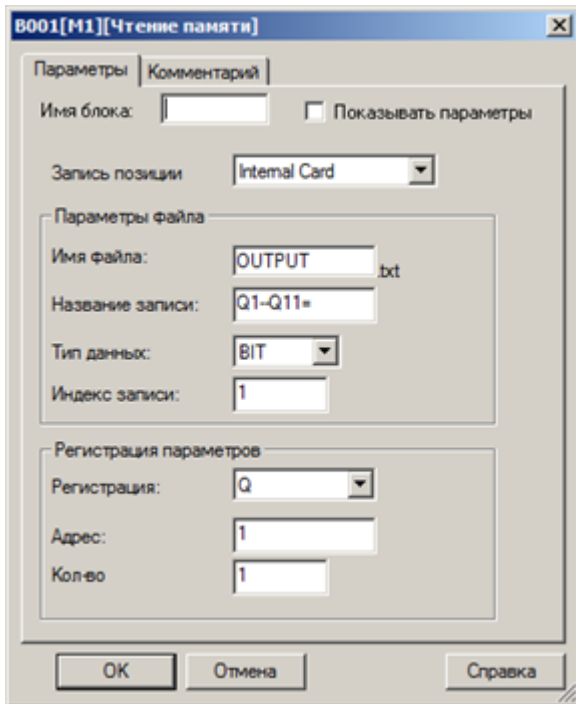 B001[M1][Чтение памяти]
Параметры Комментарий
Имя блока: Показывать параметры
Запись позиции Internal Card
Параметры файла
Имя файла: OUTPUT .txt
Название записи: Q1--Q11=
Тип данных: BIT
Индекс записи: 1
Регистрация параметров
Регистрация: Q
Адрес: 1
Кол-во 1
OK Отмена Справка